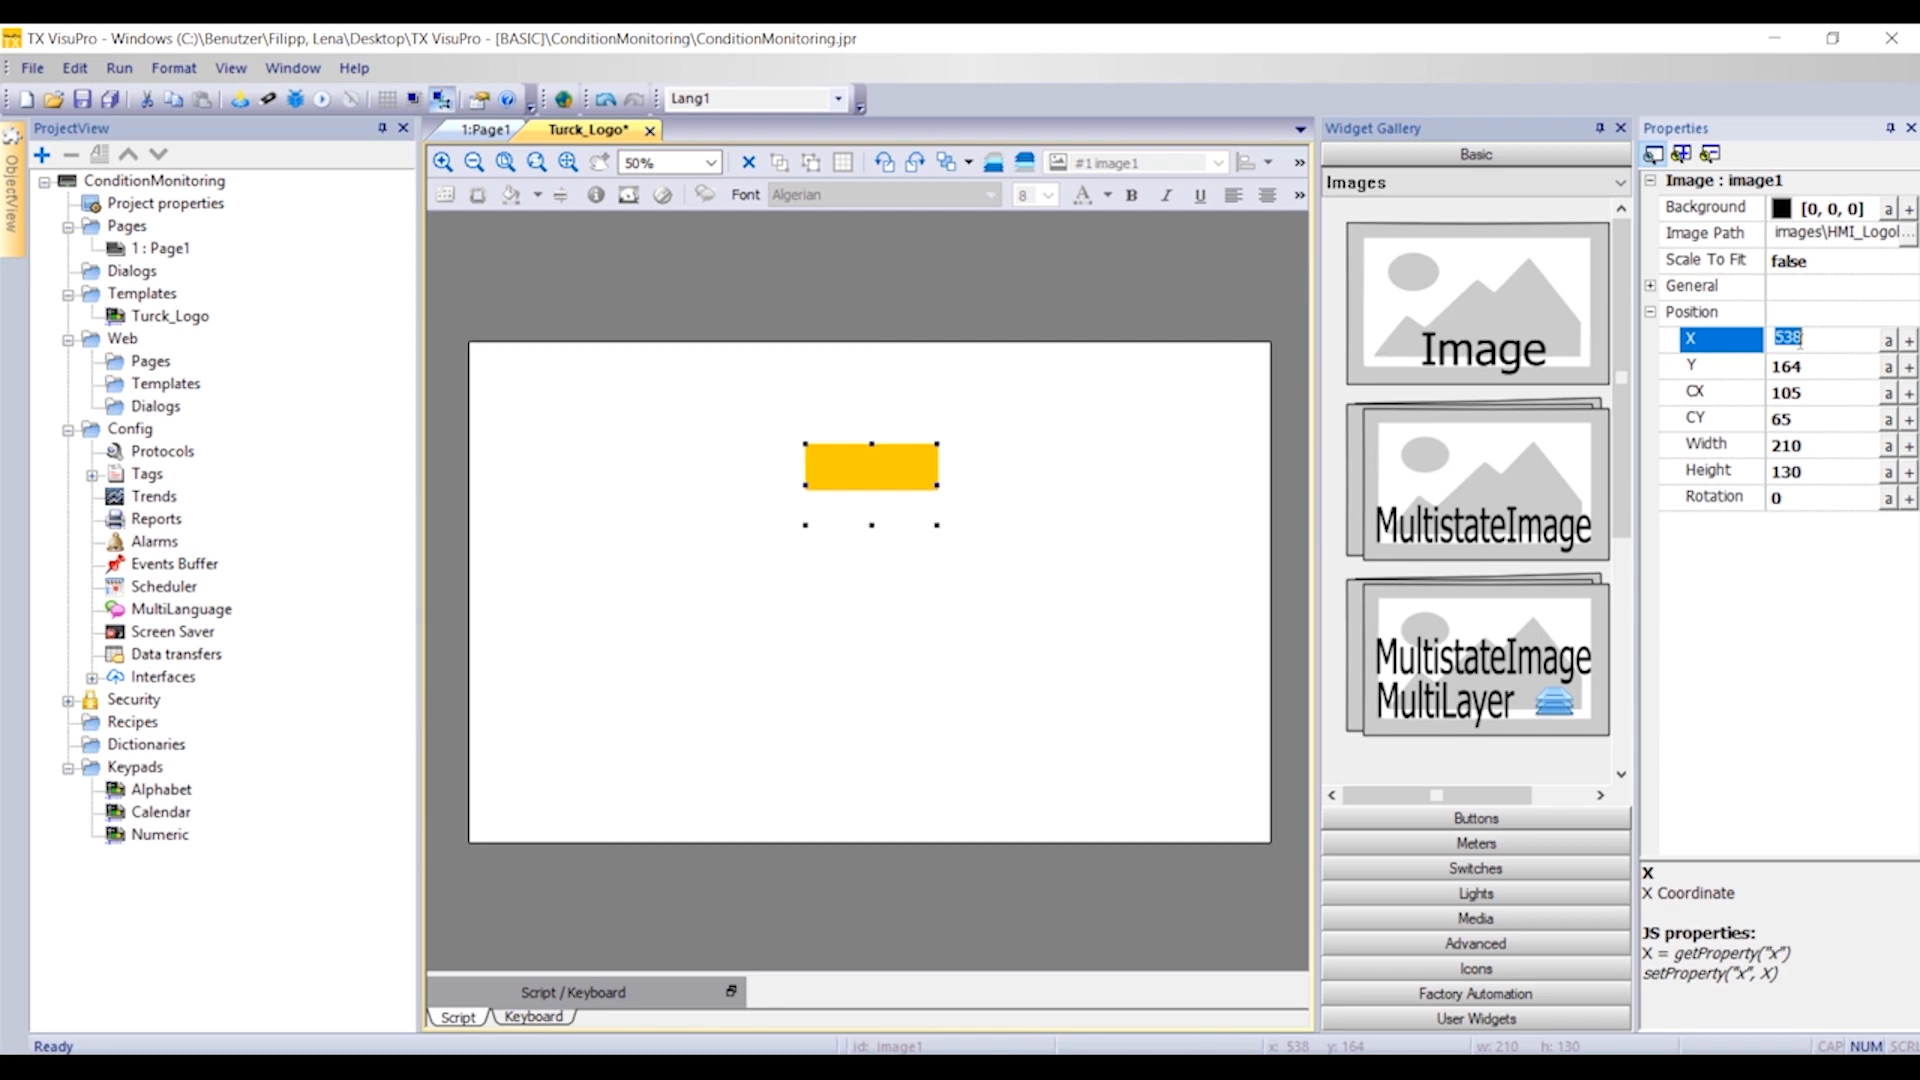 TX VisuPro - Windows (C:)\Benutzer\Filipp, Lena\Desktop\TX VisuPro - [BASIC]\ConditionMonitoring\ConditionMonitoring.jpr
File Edit Run Format View Window Help
Lang1
ProjectView
ConditionMonitoring
Project properties
Pages
1 : Page1
Dialogs
Templates
Turck_Logo
Web
Pages
Templates
Dialogs
Config
Protocols
Tags
Trends
Reports
Alarms
Events Buffer
Scheduler
MultiLanguage
Screen Saver
Data transfers
Interfaces
Security
Recipes
Dictionaries
Keypads
Alphabet
Calendar
Numeric
ObjectView
1:Page1 Turck_Logo*
50% #1 image1
Font Algerian 8 A B I U
Script / Keyboard
Script Keyboard
Widget Gallery
Basic
Images
Image
MultistateImage
MultistateImage
MultiLayer
Buttons
Meters
Switches
Lights
Media
Advanced
Icons
Factory Automation
User Widgets
Properties
Image : image1
Background [0, 0, 0] a +
Image Path images\HMI_Logol ...
Scale To Fit false
General
Position
X 538 a +
Y 164 a +
CX 105 a +
CY 65 a +
Width 210 a +
Height 130 a +
Rotation 0 a +
X
X Coordinate
JS properties:
X = getProperty("x")
setProperty("x", X)
Ready id: image1 x: 538 y: 164 w: 210 h: 130 CAP NUM SCRL